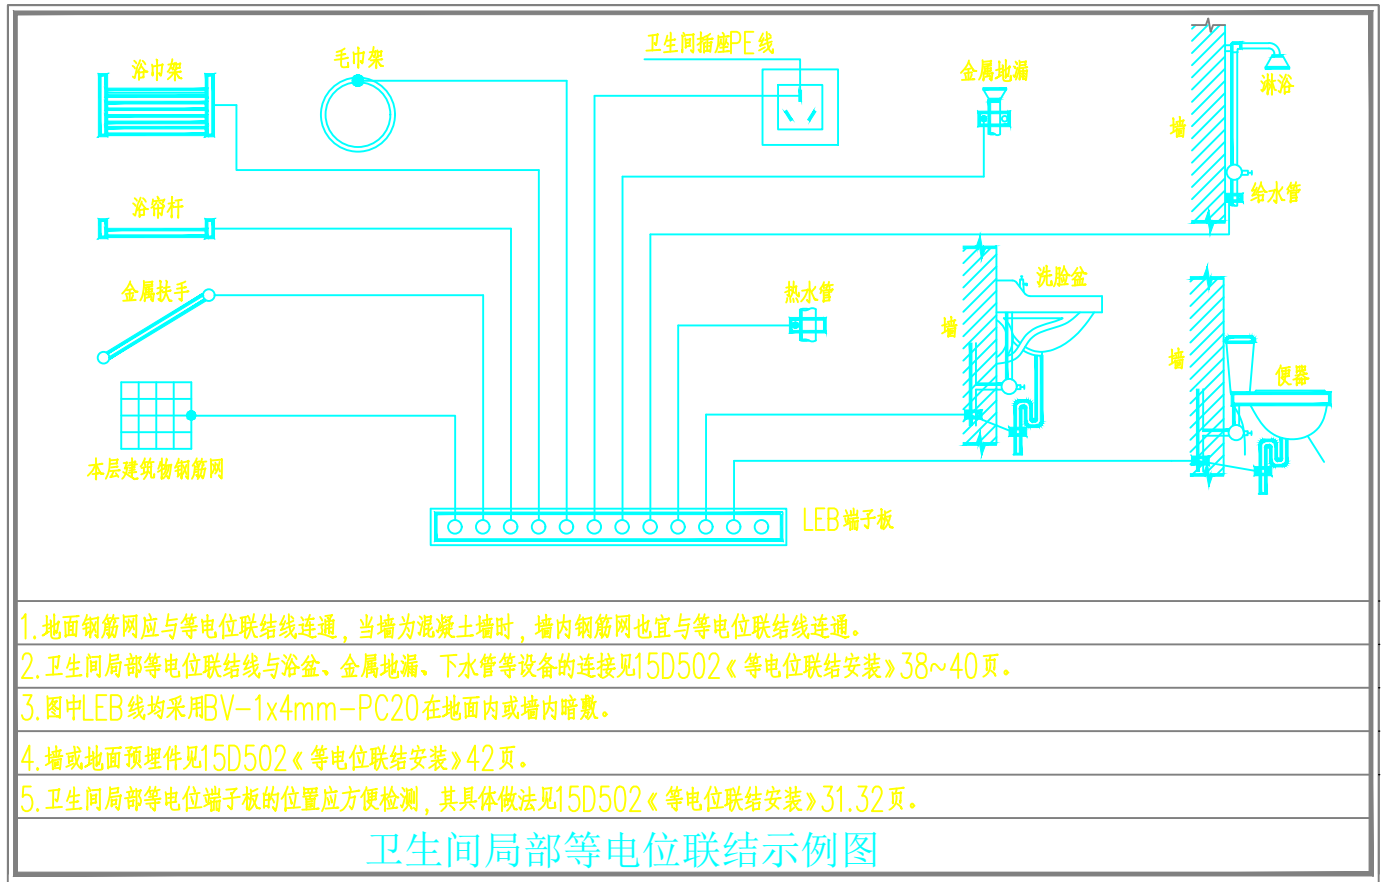 浴巾架
毛巾架
卫生间插座PE线
金属地漏
淋浴
墙
给水管
浴帘杆
金属扶手
热水管
洗脸盆
墙
墙
便器
本层建筑物钢筋网
LEB端子板
1.地面钢筋网应与等电位联结线连通,当墙为混凝土墙时,墙内钢筋网也宜与等电位联结线连通。
2.卫生间局部等电位联结线与浴盆、金属地漏、下水管等设备的连接见15D502《等电位联结安装》38~40页。
3.图中LEB线均采用BV-1x4mm-PC20在地面内或墙内暗敷。
4.墙或地面预埋件见15D502《等电位联结安装》42页。
5.卫生间局部等电位端子板的位置应方便检测,其具体做法见15D502《等电位联结安装》31.32页。
卫生间局部等电位联结示例图